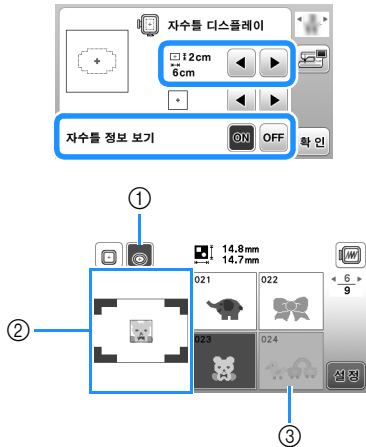 자수틀 디스플레이
2cm
6cm
자수틀 정보 보기
ON OFF
확 인
①
14.8mm
14.7mm
021
022
6
9
②
023
024
설정
③